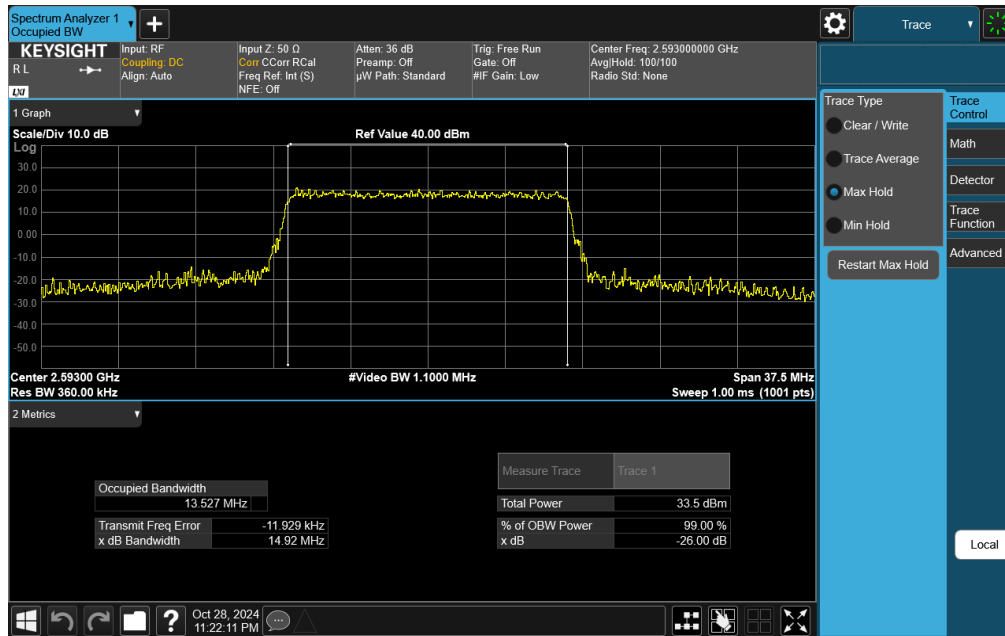 Spectrum Analyzer 1
Occupied BW
Trace
KEYSIGHT
R L
LXI
Input: RF
Coupling: DC
Align: Auto
Input Z: 50 Ω
Corr CCorr RCal
Freq Ref: Int (S)
NFE: Off
Atten: 36 dB
Preamp: Off
µW Path: Standard
Trig: Free Run
Gate: Off
#IF Gain: Low
Center Freq: 2.593000000 GHz
Avg|Hold: 100/100
Radio Std: None
1 Graph
Scale/Div 10.0 dB
Ref Value 40.00 dBm
Log
30.0
20.0
10.0
0.00
-10.0
-20.0
-30.0
-40.0
-50.0
Center 2.59300 GHz
#Video BW 1.1000 MHz
Span 37.5 MHz
Res BW 360.00 kHz
Sweep 1.00 ms (1001 pts)
2 Metrics
Measure Trace Trace 1
Occupied Bandwidth
13.527 MHz
Total Power 33.5 dBm
Transmit Freq Error -11.929 kHz
% of OBW Power 99.00 %
x dB Bandwidth 14.92 MHz
x dB -26.00 dB
Trace Type
Clear / Write
Trace Average
Max Hold
Min Hold
Restart Max Hold
Trace
Control
Math
Detector
Trace
Function
Advanced
Local
?
Oct 28, 2024
11:22:11 PM